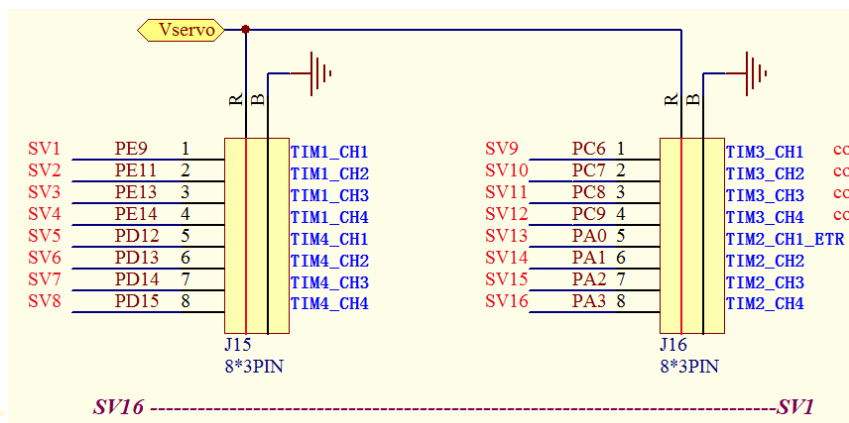 Vservo
R B R B
SV1 PE9 1 TIM1_CH1
SV2 PE11 2 TIM1_CH2
SV3 PE13 3 TIM1_CH3
SV4 PE14 4 TIM1_CH4
SV5 PD12 5 TIM4_CH1
SV6 PD13 6 TIM4_CH2
SV7 PD14 7 TIM4_CH3
SV8 PD15 8 TIM4_CH4
J15
8*3PIN
SV9 PC6 1 TIM3_CH1
SV10 PC7 2 TIM3_CH2
SV11 PC8 3 TIM3_CH3
SV12 PC9 4 TIM3_CH4
SV13 PA0 5 TIM2_CH1_ETR
SV14 PA1 6 TIM2_CH2
SV15 PA2 7 TIM2_CH3
SV16 PA3 8 TIM2_CH4
J16
8*3PIN
SV16 ------------------------------------------------------------------------------------------SV1